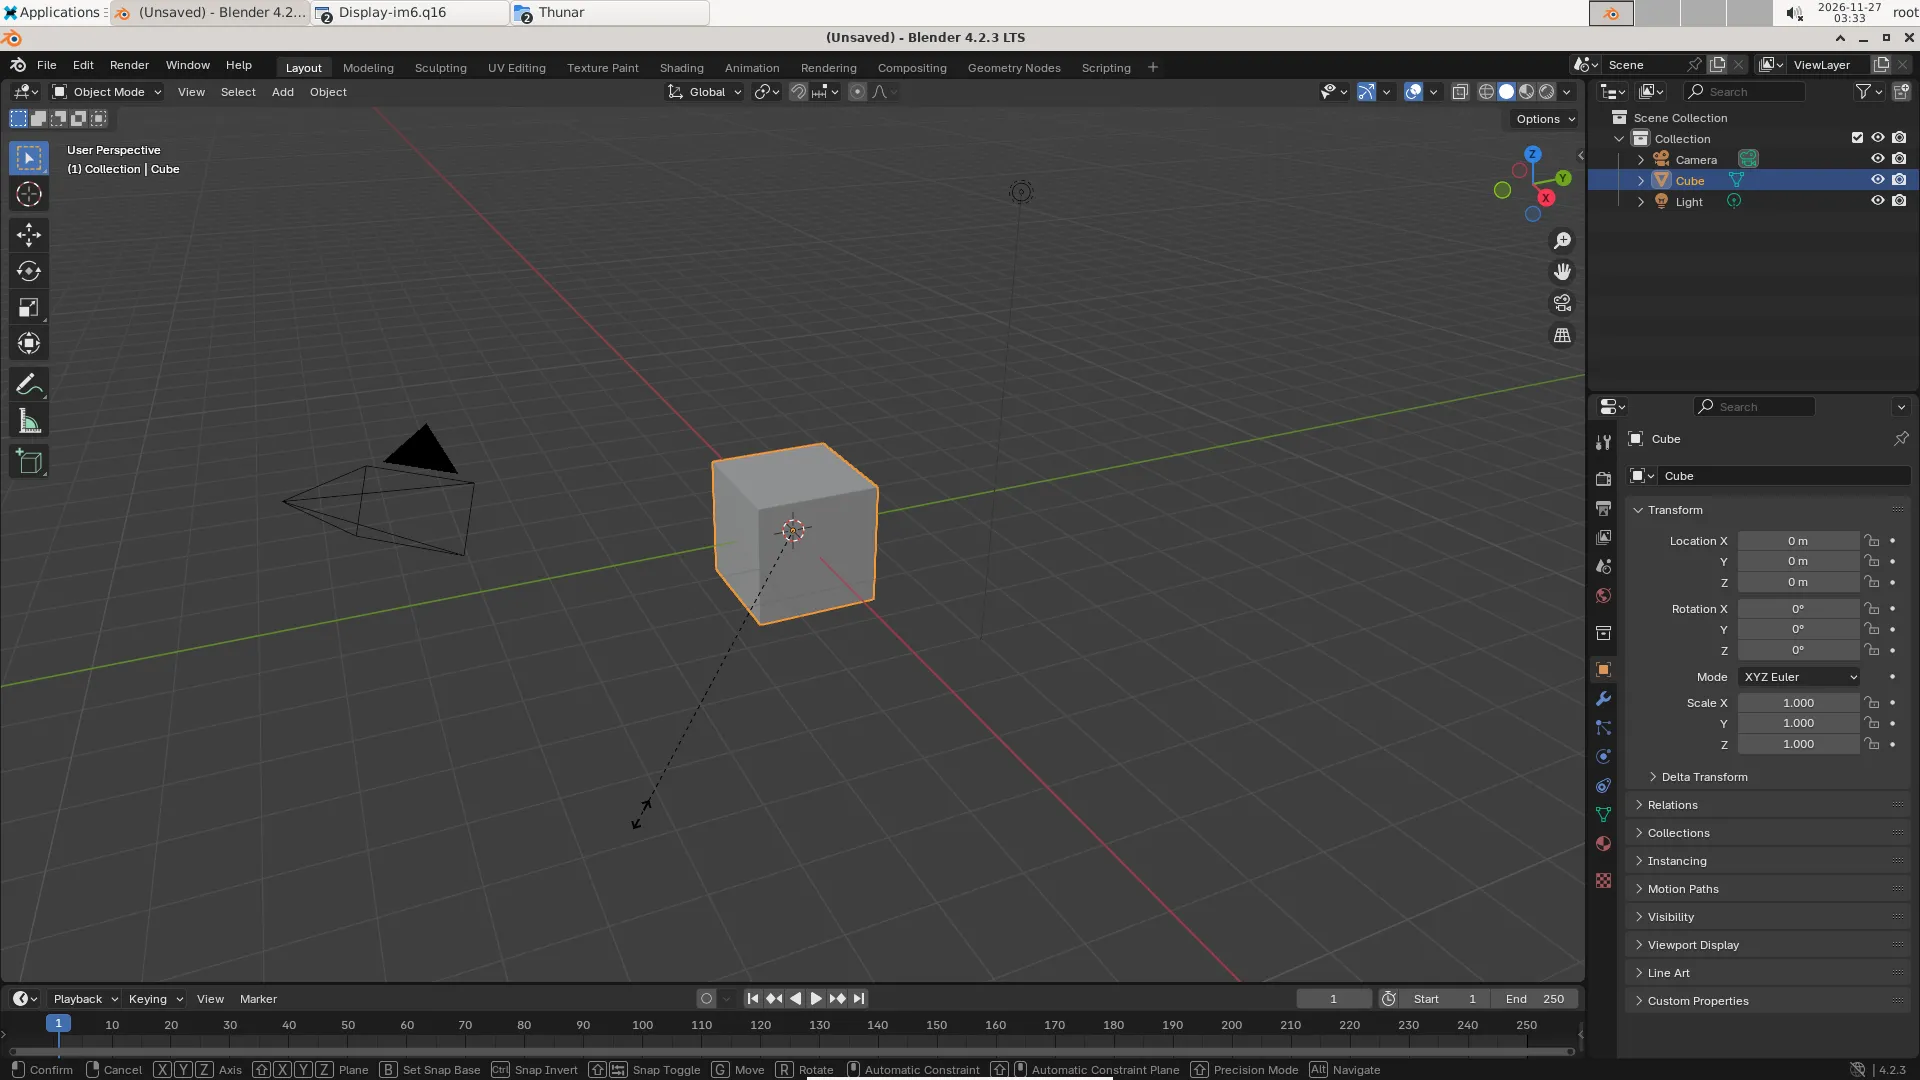 Applications
(Unsaved) - Blender 4.2...
2
Display-im6.q16
2
Thunar
2026-11-27
03:33
root
(Unsaved) - Blender 4.2.3 LTS
File Edit Render Window Help
Layout Modeling Sculpting UV Editing Texture Paint Shading Animation Rendering Compositing Geometry Nodes Scripting +
Scene
ViewLayer
Object Mode View Select Add Object
Global
Search
Options
User Perspective
(1) Collection | Cube
Z
Y
X
Scene Collection
Collection
Camera
Cube
Light
Search
Cube
Cube
Transform
Location X 0 m
Y 0 m
Z 0 m
Rotation X 0°
Y 0°
Z 0°
Mode XYZ Euler
Scale X 1.000
Y 1.000
Z 1.000
Delta Transform
Relations
Collections
Instancing
Motion Paths
Visibility
Viewport Display
Line Art
Custom Properties
Playback Keying View Marker
1
Start 1
End 250
1 10 20 30 40 50 60 70 80 90 100 110 120 130 140 150 160 170 180 190 200 210 220 230 240 250
Confirm Cancel X Y Z Axis X Y Z Plane B Set Snap Base Ctrl Snap Invert Snap Toggle G Move R Rotate Automatic Constraint Automatic Constraint Plane Precision Mode Alt Navigate
4.2.3